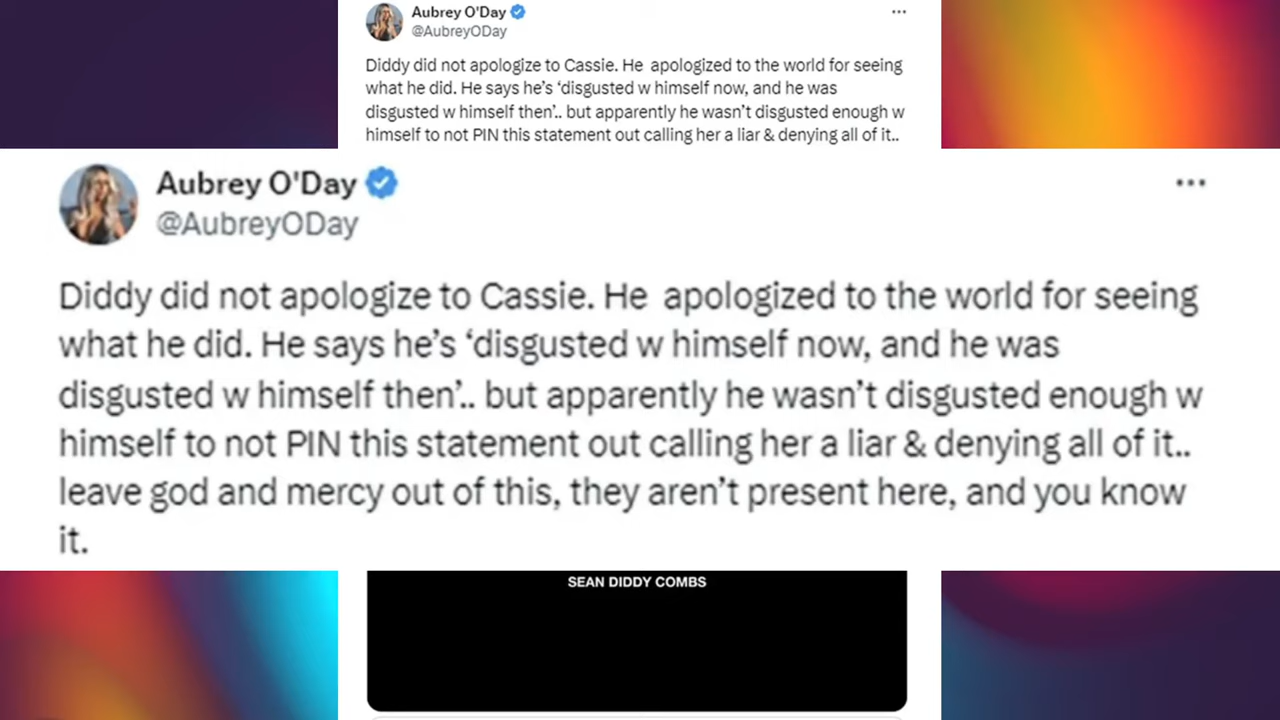 Aubrey O'Day
@AubreyODay
Diddy did not apologize to Cassie. He  apologized to the world for seeing
what he did. He says he’s ‘disgusted w himself now, and he was
disgusted w himself then’.. but apparently he wasn’t disgusted enough w
himself to not PIN this statement out calling her a liar & denying all of it..
Aubrey O'Day
@AubreyODay
Diddy did not apologize to Cassie. He  apologized to the world for seeing
what he did. He says he’s ‘disgusted w himself now, and he was
disgusted w himself then’.. but apparently he wasn’t disgusted enough w
himself to not PIN this statement out calling her a liar & denying all of it..
leave god and mercy out of this, they aren’t present here, and you know
it.
SEAN DIDDY COMBS